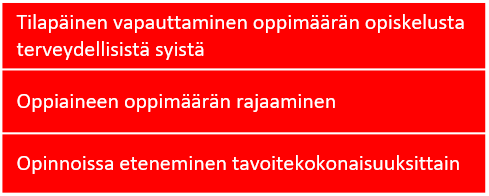 Tilapäinen vapauttaminen oppimäärän opiskelusta
terveydellisistä syistä
Oppiaineen oppimäärän rajaaminen
Opinnoissa eteneminen tavoitekokonaisuuksittain